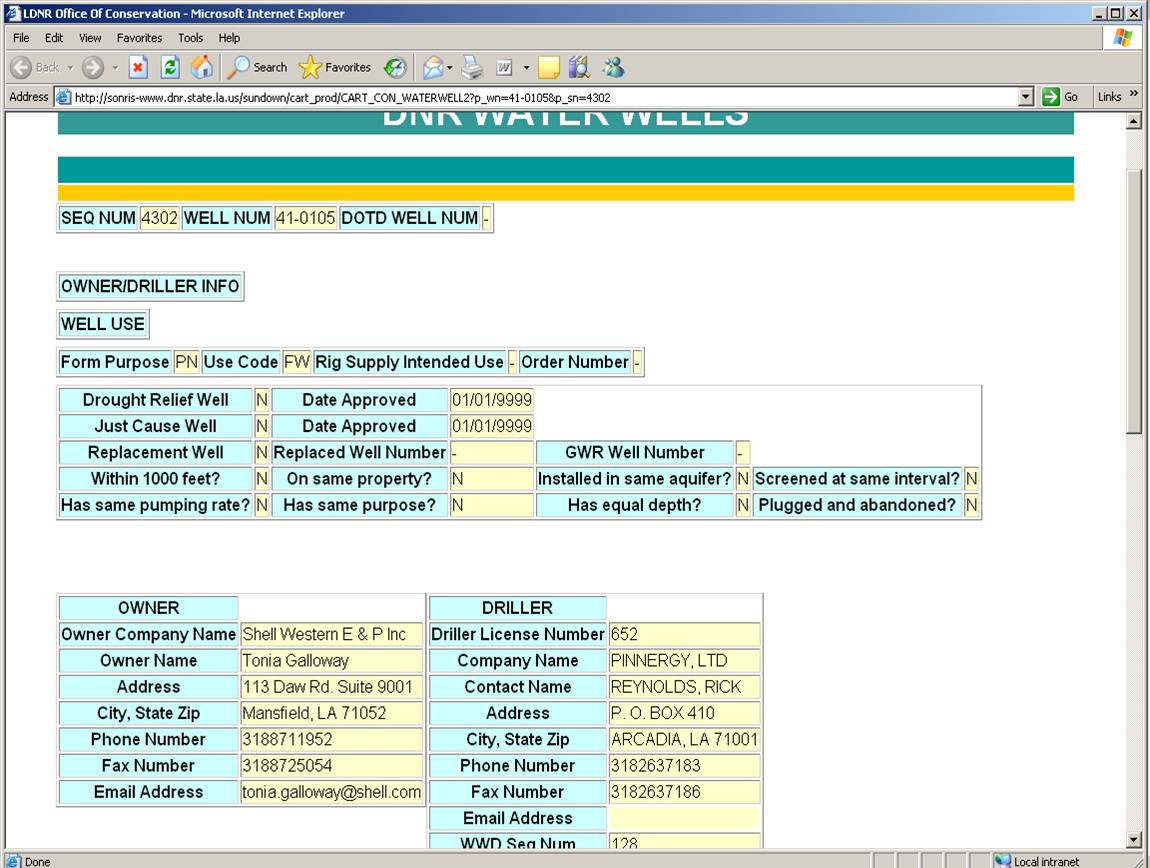 LDNR Office Of Conservation - Microsoft Internet Explorer
File Edit View Favorites Tools Help
Back Search Favorites
Address http://sonris-www.dnr.state.la.us/sundown/cart_prod/CART_CON_WATERWELL2?p_wn=41-0105&p_sn=4302 Go Links »
DNR WATER WELLS
SEQ NUM 4302 WELL NUM 41-0105 DOTD WELL NUM -
OWNER/DRILLER INFO
WELL USE
Form Purpose PN Use Code FW Rig Supply Intended Use - Order Number -
Drought Relief Well N Date Approved 01/01/9999
Just Cause Well N Date Approved 01/01/9999
Replacement Well N Replaced Well Number - GWR Well Number -
Within 1000 feet? N On same property? N Installed in same aquifer? N Screened at same interval? N
Has same pumping rate? N Has same purpose? N Has equal depth? N Plugged and abandoned? N
OWNER DRILLER
Owner Company Name Shell Western E & P Inc Driller License Number 652
Owner Name Tonia Galloway Company Name PINNERGY, LTD
Address 113 Daw Rd. Suite 9001 Contact Name REYNOLDS, RICK
City, State Zip Mansfield, LA 71052 Address P. O. BOX 410
Phone Number 3188711952 City, State Zip ARCADIA, LA 71001
Fax Number 3188725054 Phone Number 3182637183
Email Address tonia.galloway@shell.com Fax Number 3182637186
Email Address
WWD Seq Num 128
Done Local intranet